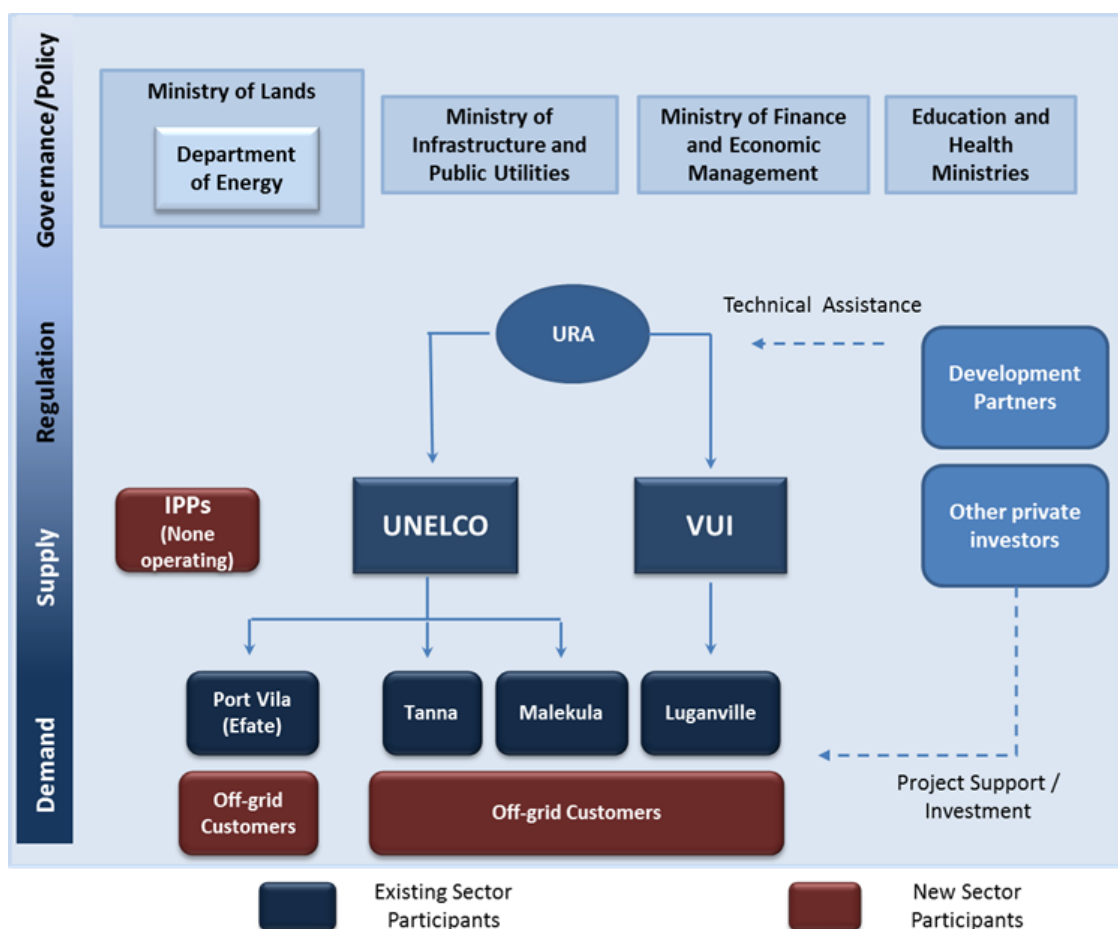 Governance/Policy
Ministry of Lands
Department
of Energy
Ministry of
Infrastructure and
Public Utilities
Ministry of Finance
and Economic
Management
Education and
Health
Ministries
Regulation
URA
Technical Assistance
Development
Partners
Supply
IPPs
(None
operating)
UNELCO
VUI
Other private
investors
Demand
Port Vila
(Efate)
Tanna
Malekula
Luganville
Off-grid
Customers
Off-grid Customers
Project Support /
Investment
Existing Sector
Participants
New Sector
Participants